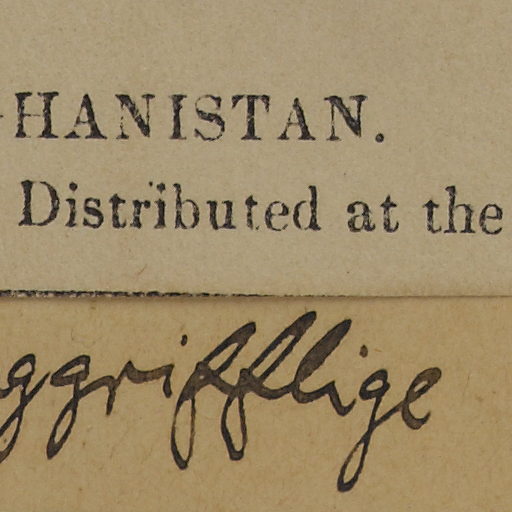 HANISTAN.
Distributed at the
ggrifflige